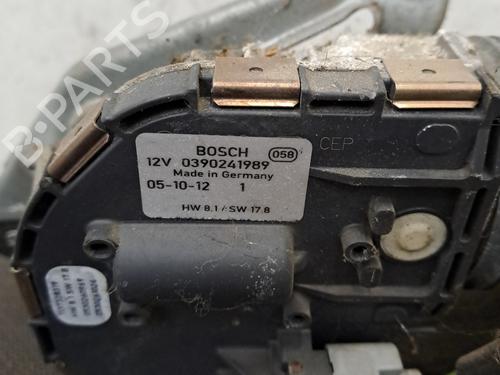 B-Parts
BOSCH
058
12V 0390241989
Made in Germany
05-10-12 1
HW 8.1 / SW 17.8
CEP